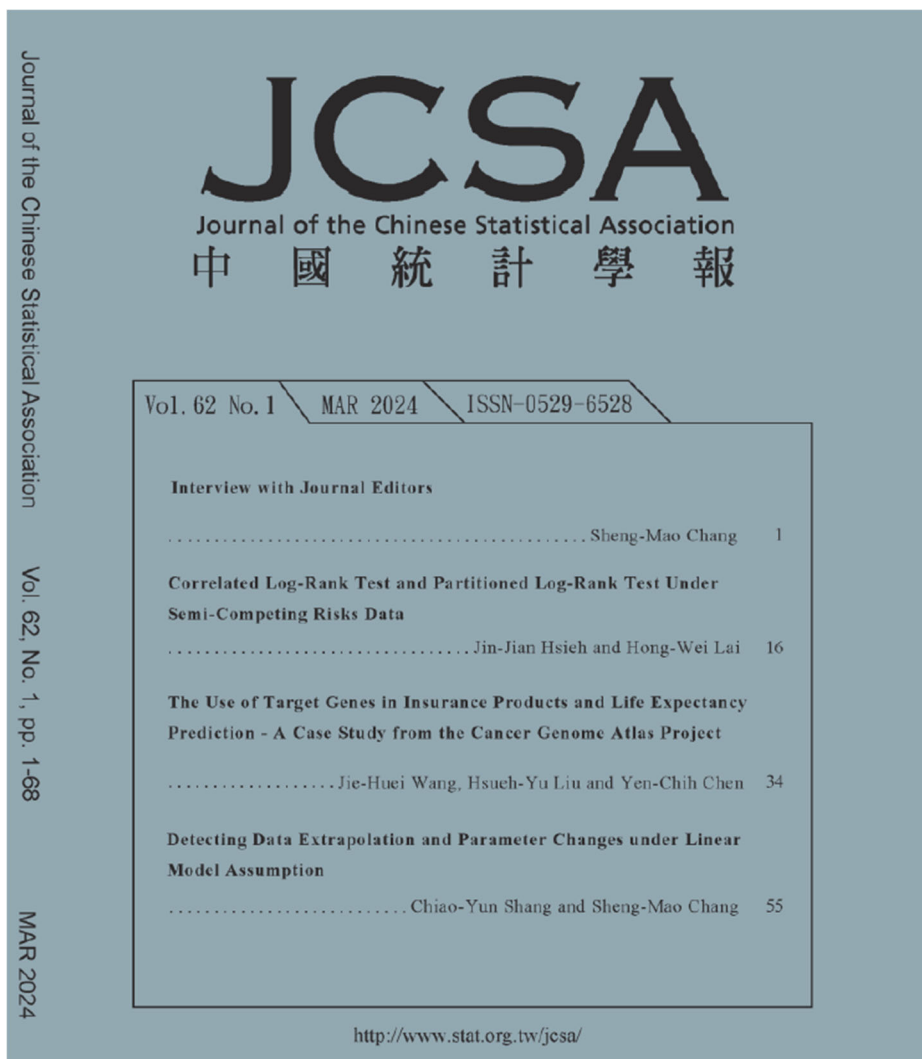 JCSA
Journal of the Chinese Statistical Association
中國統計學報
Vol. 62 No. 1 MAR 2024 ISSN-0529-6528
Interview with Journal Editors
............................................... Sheng-Mao Chang 1
Correlated Log-Rank Test and Partitioned Log-Rank Test Under
Semi-Competing Risks Data
.................................. Jin-Jian Hsieh and Hong-Wei Lai 16
The Use of Target Genes in Insurance Products and Life Expectancy
Prediction - A Case Study from the Cancer Genome Atlas Project
................... Jie-Huei Wang, Hsueh-Yu Liu and Yen-Chih Chen 34
Detecting Data Extrapolation and Parameter Changes under Linear
Model Assumption
........................... Chiao-Yun Shang and Sheng-Mao Chang 55
http://www.stat.org.tw/jcsa/
Journal of the Chinese Statistical Association Vol. 62, No. 1, pp. 1-68 MAR 2024